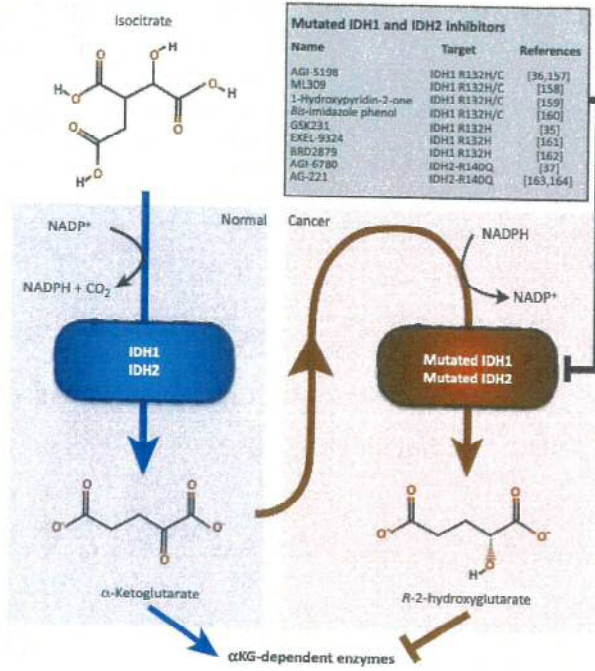 Isocitrate
Mutated IDH1 and IDH2 inhibitors
Name Target References
AGI-5198 IDH1 R132H/C [36,157]
ML309 IDH1 R132H/C [158]
1-Hydroxypyridin-2-one IDH1 R132H/C [159]
Bis-imidazole phenol IDH1 R132H/C [160]
GSK231 IDH1 R132H [35]
EXEL-9324 IDH1 R132H [161]
BRD2879 IDH1 R132H [162]
AGI-6780 IDH2-R140Q [37]
AG-221 IDH2-R140Q [163,164]
O H
O O
H O O H
O O
O
H
Normal Cancer
NADP⁺
NADPH + CO₂
NADPH
NADP⁺
IDH1
IDH2
Mutated IDH1
Mutated IDH2
O O
O⁻ O⁻
O
O O
O⁻ O⁻
H O
α-Ketoglutarate
R-2-hydroxyglutarate
αKG-dependent enzymes